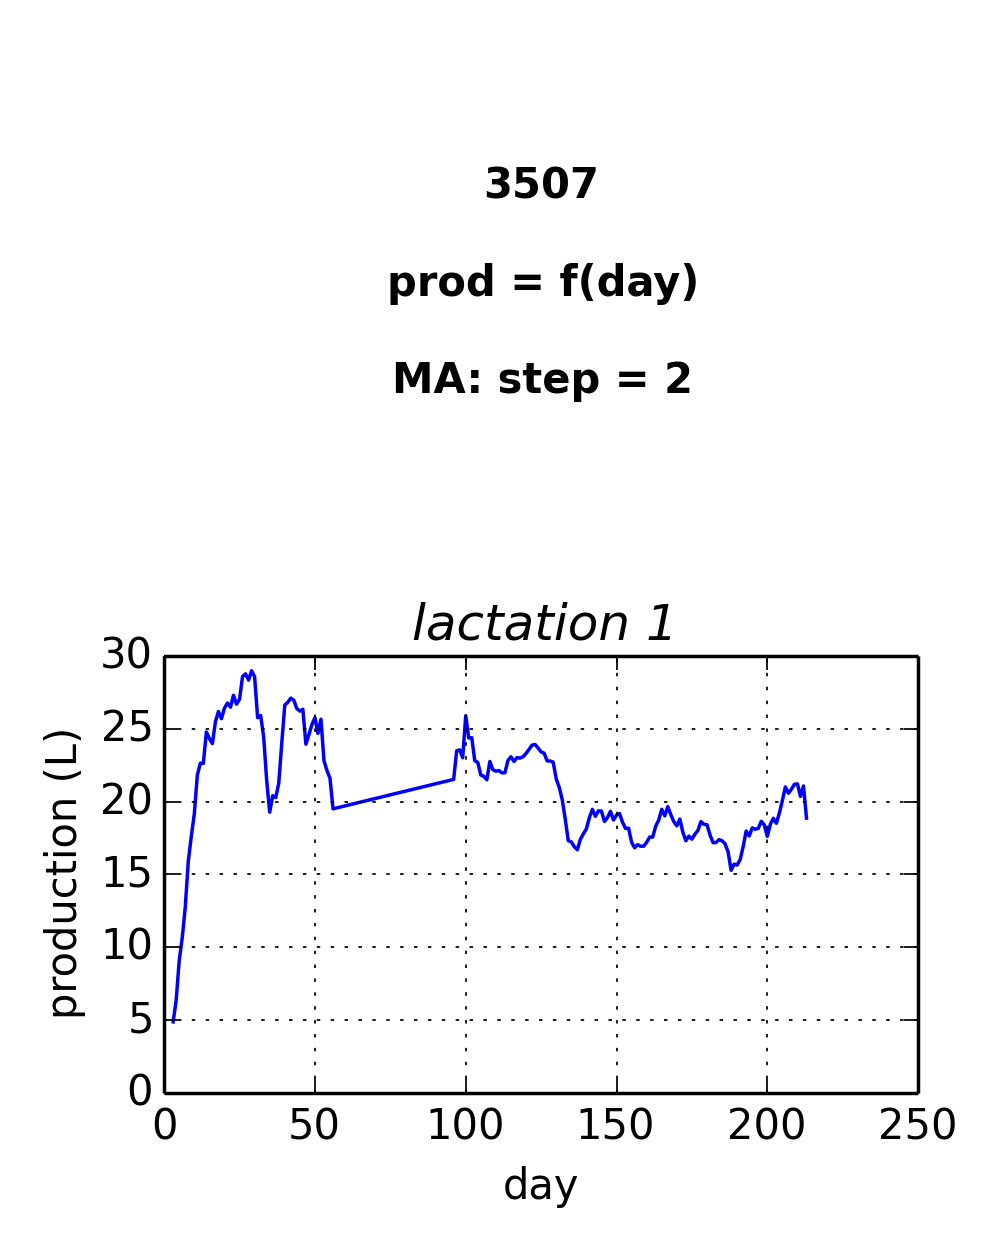 3507
prod = f(day)
MA: step = 2
lactation 1
30
25
20
15
10
5
0
production (L)
0 50 100 150 200 250
day